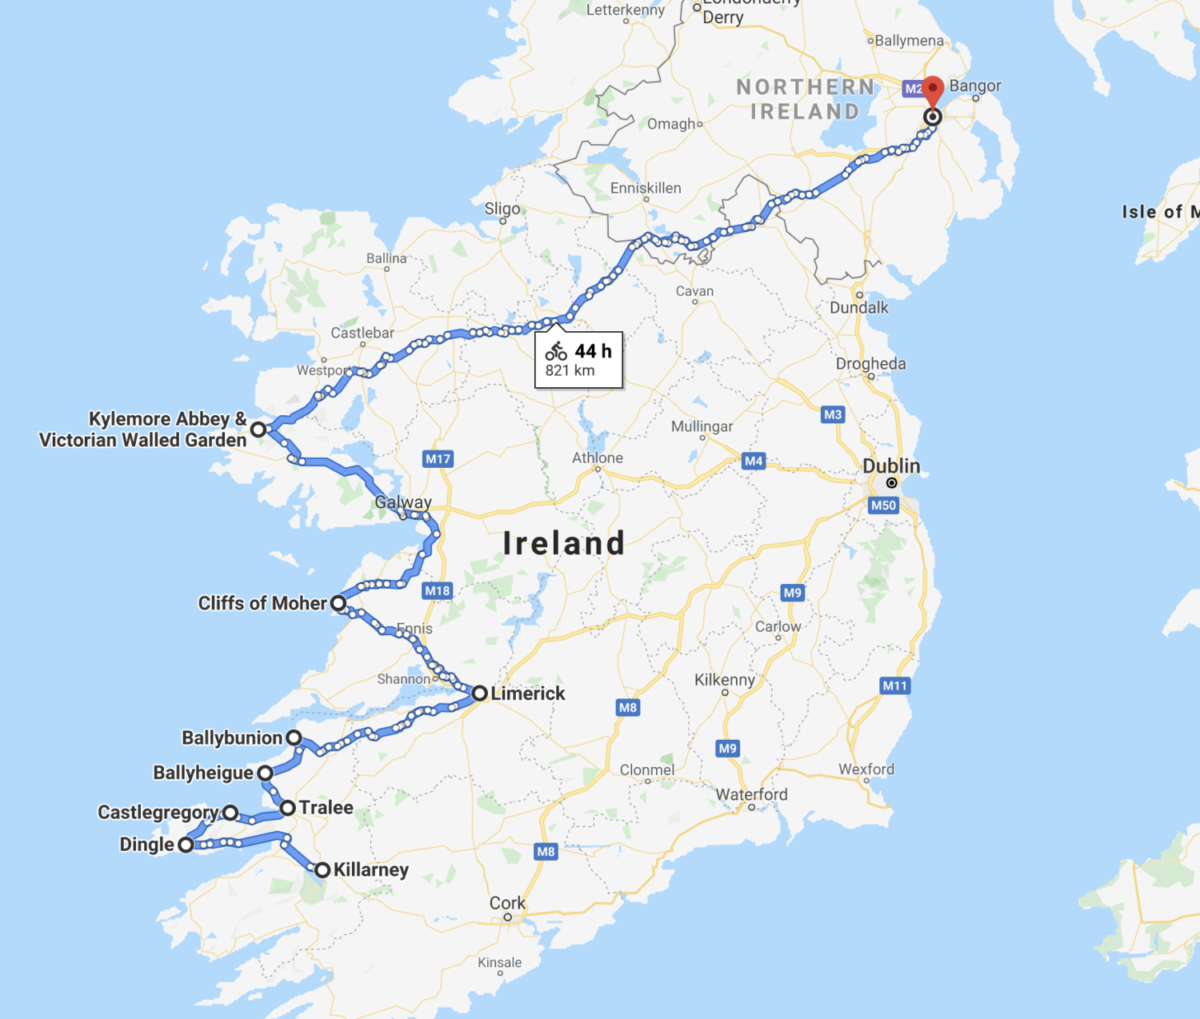 Letterkenny
Londonderry
Derry
Ballymena
NORTHERN
IRELAND
M2
Bangor
Omagh
Enniskillen
Sligo
Isle of M
Ballina
Cavan
Dundalk
Castlebar
44 h
821 km
Westport
Drogheda
Kylemore Abbey &
Victorian Walled Garden
M3
Mullingar
M17
Athlone
M4
Dublin
Galway
M50
Ireland
M18
M9
Cliffs of Moher
Ennis
Carlow
Shannon
Limerick
Kilkenny
M11
M8
Ballybunion
M9
Ballyheigue
Clonmel
Wexford
Castlegregory
Tralee
Waterford
Dingle
M8
Killarney
Cork
Kinsale